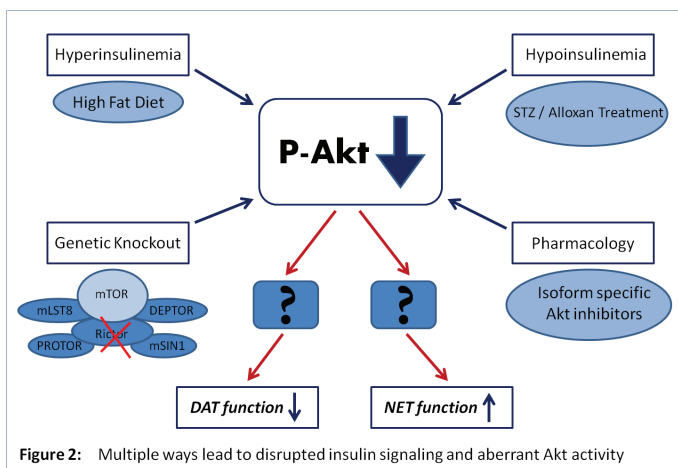 Hyperinsulinemia
High Fat Diet
Hypoinsulinemia
STZ / Alloxan Treatment
P-Akt
Genetic Knockout
mTOR
mLST8
DEPTOR
Rictor
PROTOR
mSIN1
Pharmacology
Isoform specific
Akt inhibitors
? ?
DAT function ↓
NET function ↑
Figure 2: Multiple ways lead to disrupted insulin signaling and aberrant Akt activity